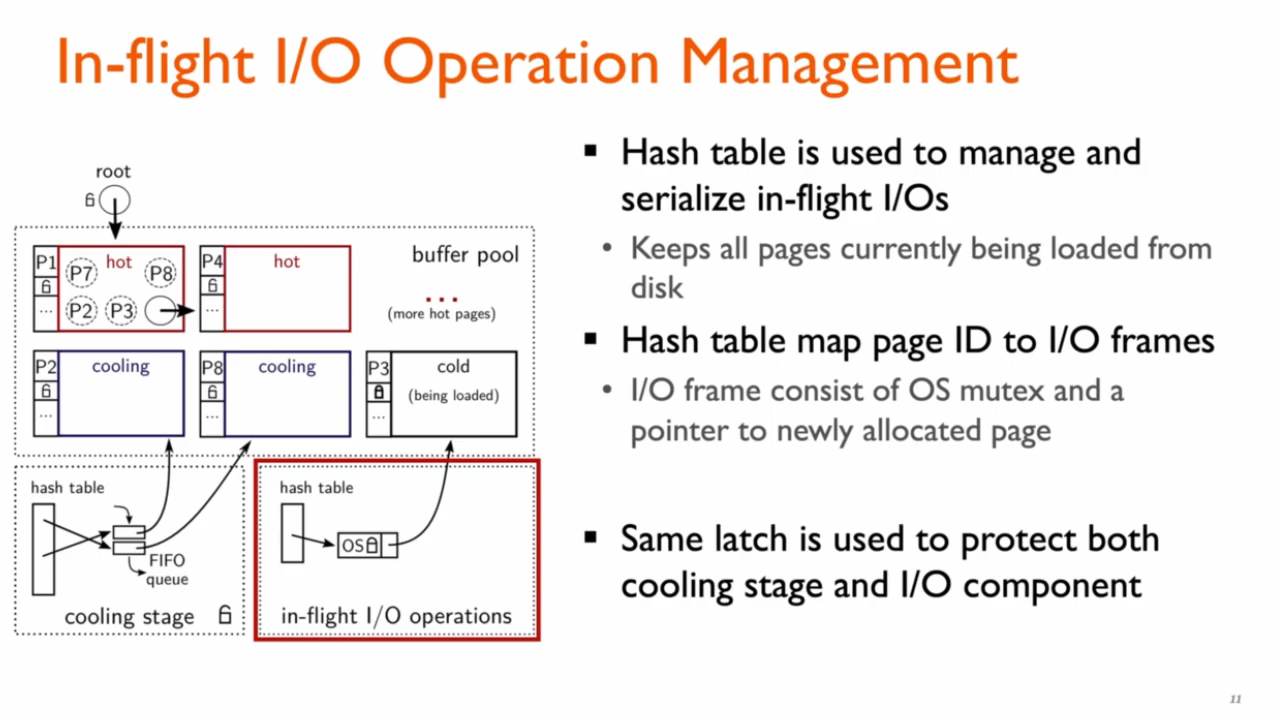 In-flight I/O Operation Management
root
P1
hot
P7
P8
P2
P3
...
P4
hot
...
buffer pool
...
(more hot pages)
P2
cooling
...
P8
cooling
...
P3
cold
(being loaded)
...
hash table
FIFO
queue
cooling stage
hash table
OS
in-flight I/O operations
▪ Hash table is used to manage and
serialize in-flight I/Os
• Keeps all pages currently being loaded from
disk
▪ Hash table map page ID to I/O frames
• I/O frame consist of OS mutex and a
pointer to newly allocated page
▪ Same latch is used to protect both
cooling stage and I/O component
11